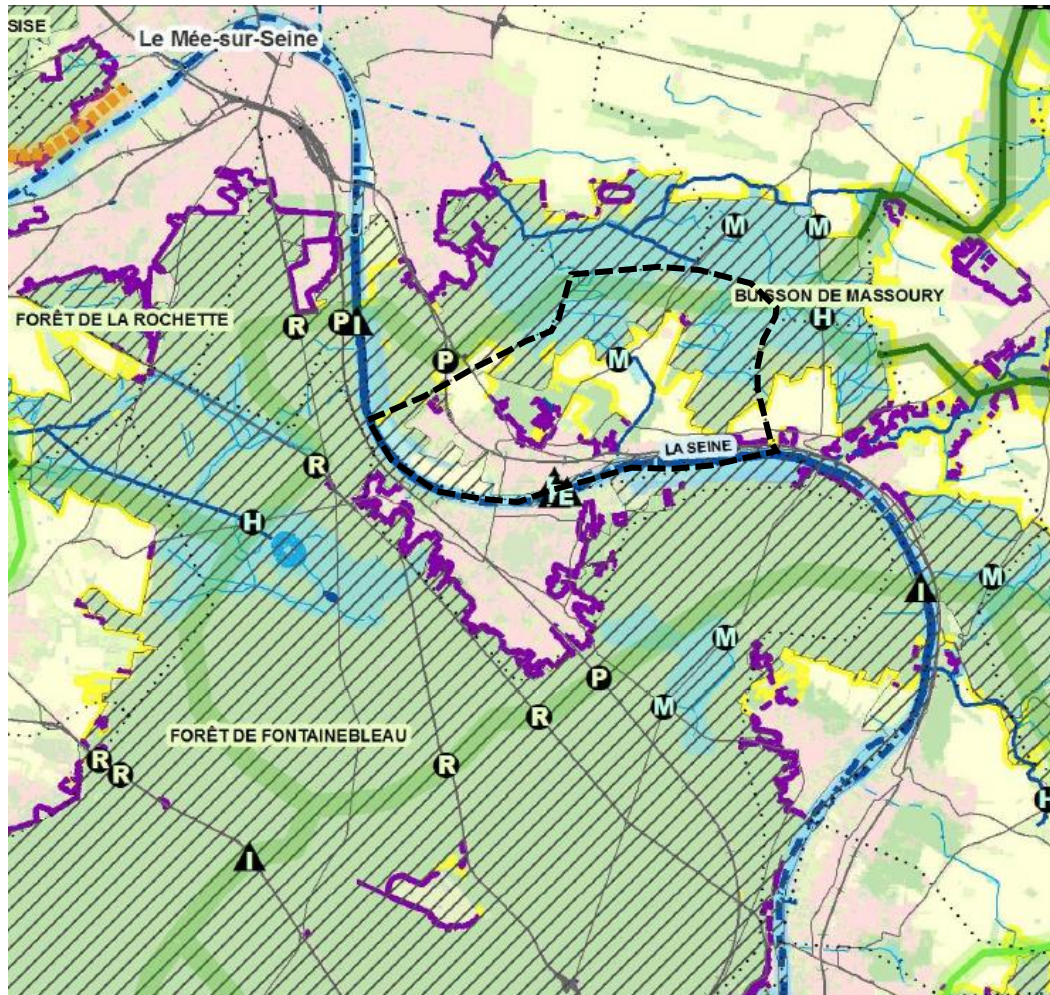 SISE
Le Mée-sur-Seine
M
M
BUISSON DE MASSOURY
FORÊT DE LA ROCHETTE
R
P
I
H
P
M
LA SEINE
R
E
H
M
I
M
P
M
R
FORÊT DE FONTAINEBLEAU
R
R
R
H
I